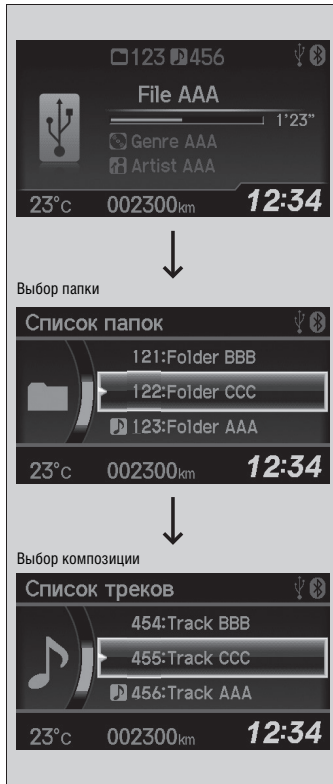 123 456
File AAA
1'23"
Genre AAA
Artist AAA
23°C 002300km 12:34
Выбор папки
Список папок
121:Folder BBB
122:Folder CCC
123:Folder AAA
23°C 002300km 12:34
Выбор композиции
Список треков
454:Track BBB
455:Track CCC
456:Track AAA
23°C 002300km 12:34